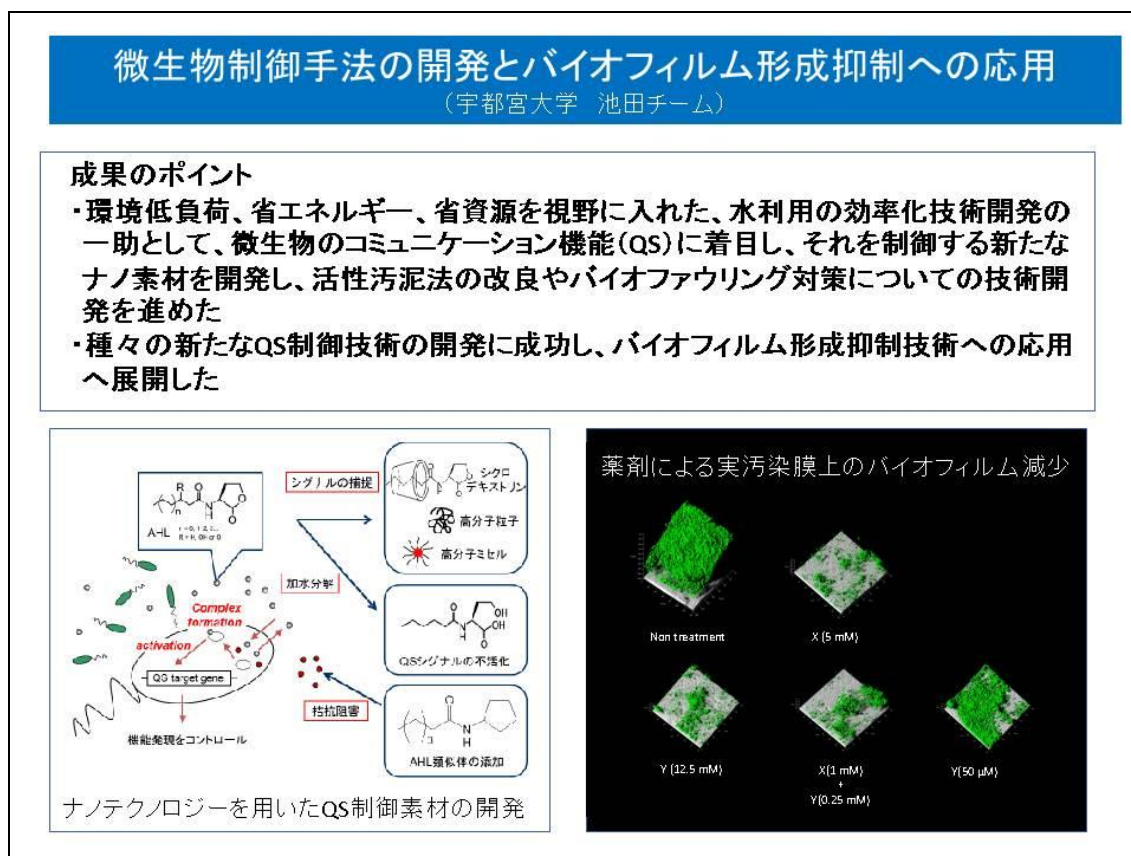 微生物制御手法の開発とバイオフィルム形成抑制への応用
（宇都宮大学　池田チーム）
成果のポイント
・環境低負荷、省エネルギー、省資源を視野に入れた、水利用の効率化技術開発の
一助として、微生物のコミュニケーション機能（QS）に着目し、それを制御する新たな
ナノ素材を開発し、活性汚泥法の改良やバイオファウリング対策についての技術開
発を進めた
・種々の新たなQS制御技術の開発に成功し、バイオフィルム形成抑制技術への応用
へ展開した
R
O
N
H
O
O
n
AHL
シグナルの捕捉
シクロ
デキストリン
高分子粒子
高分子ミセル
加水分解
O
OH
OH
N
H
O
QSシグナルの不活化
Complex
formation
activation
QS target gene
機能発現をコントロール
拮抗阻害
O
N
H
AHL類似体の添加
ナノテクノロジーを用いたQS制御素材の開発
薬剤による実汚染膜上のバイオフィルム減少
Non treatment
X (5 mM)
Y (12.5 mM)
X(1 mM)
+
Y(0.25 mM)
Y(50 μM)